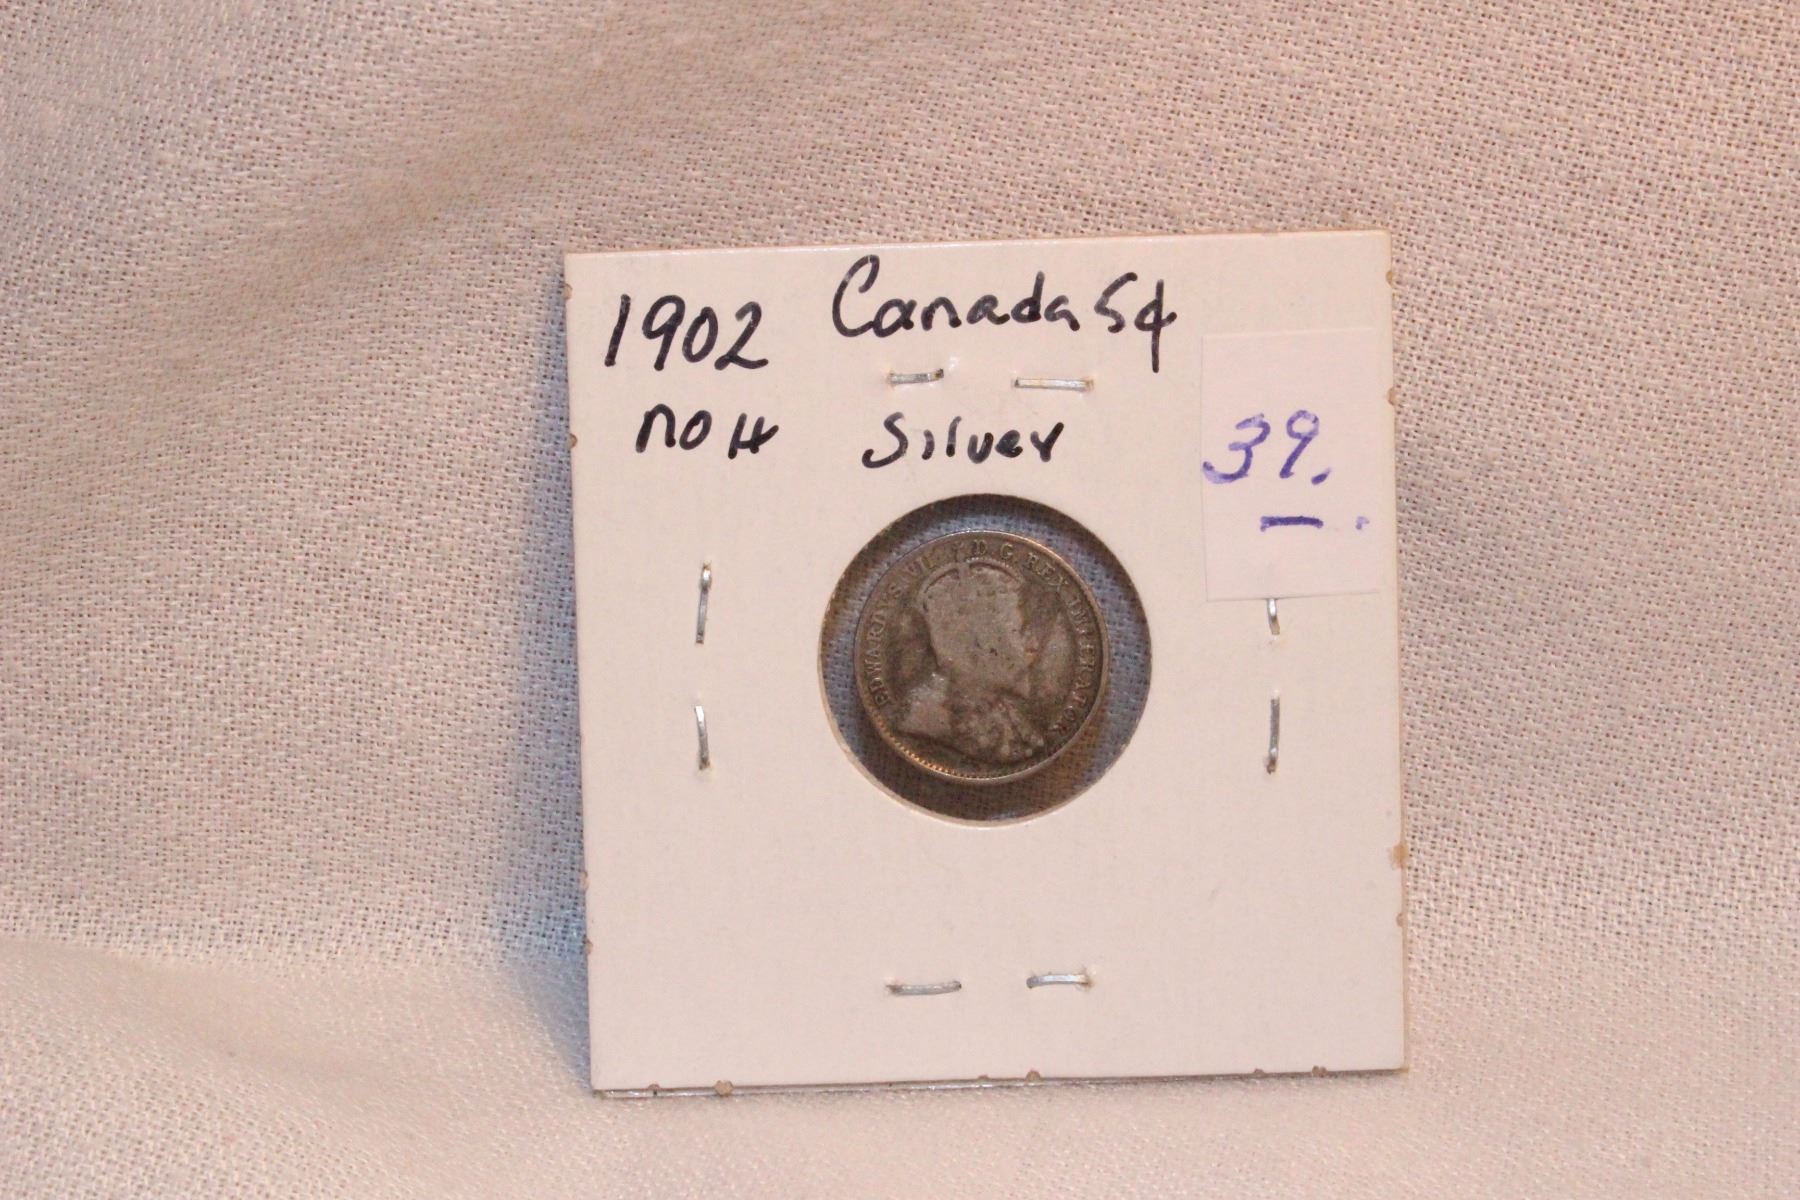 1902 Canada 5¢
no H Silver
39.
EDWARDVS VII D.G. REX IMPERATOR